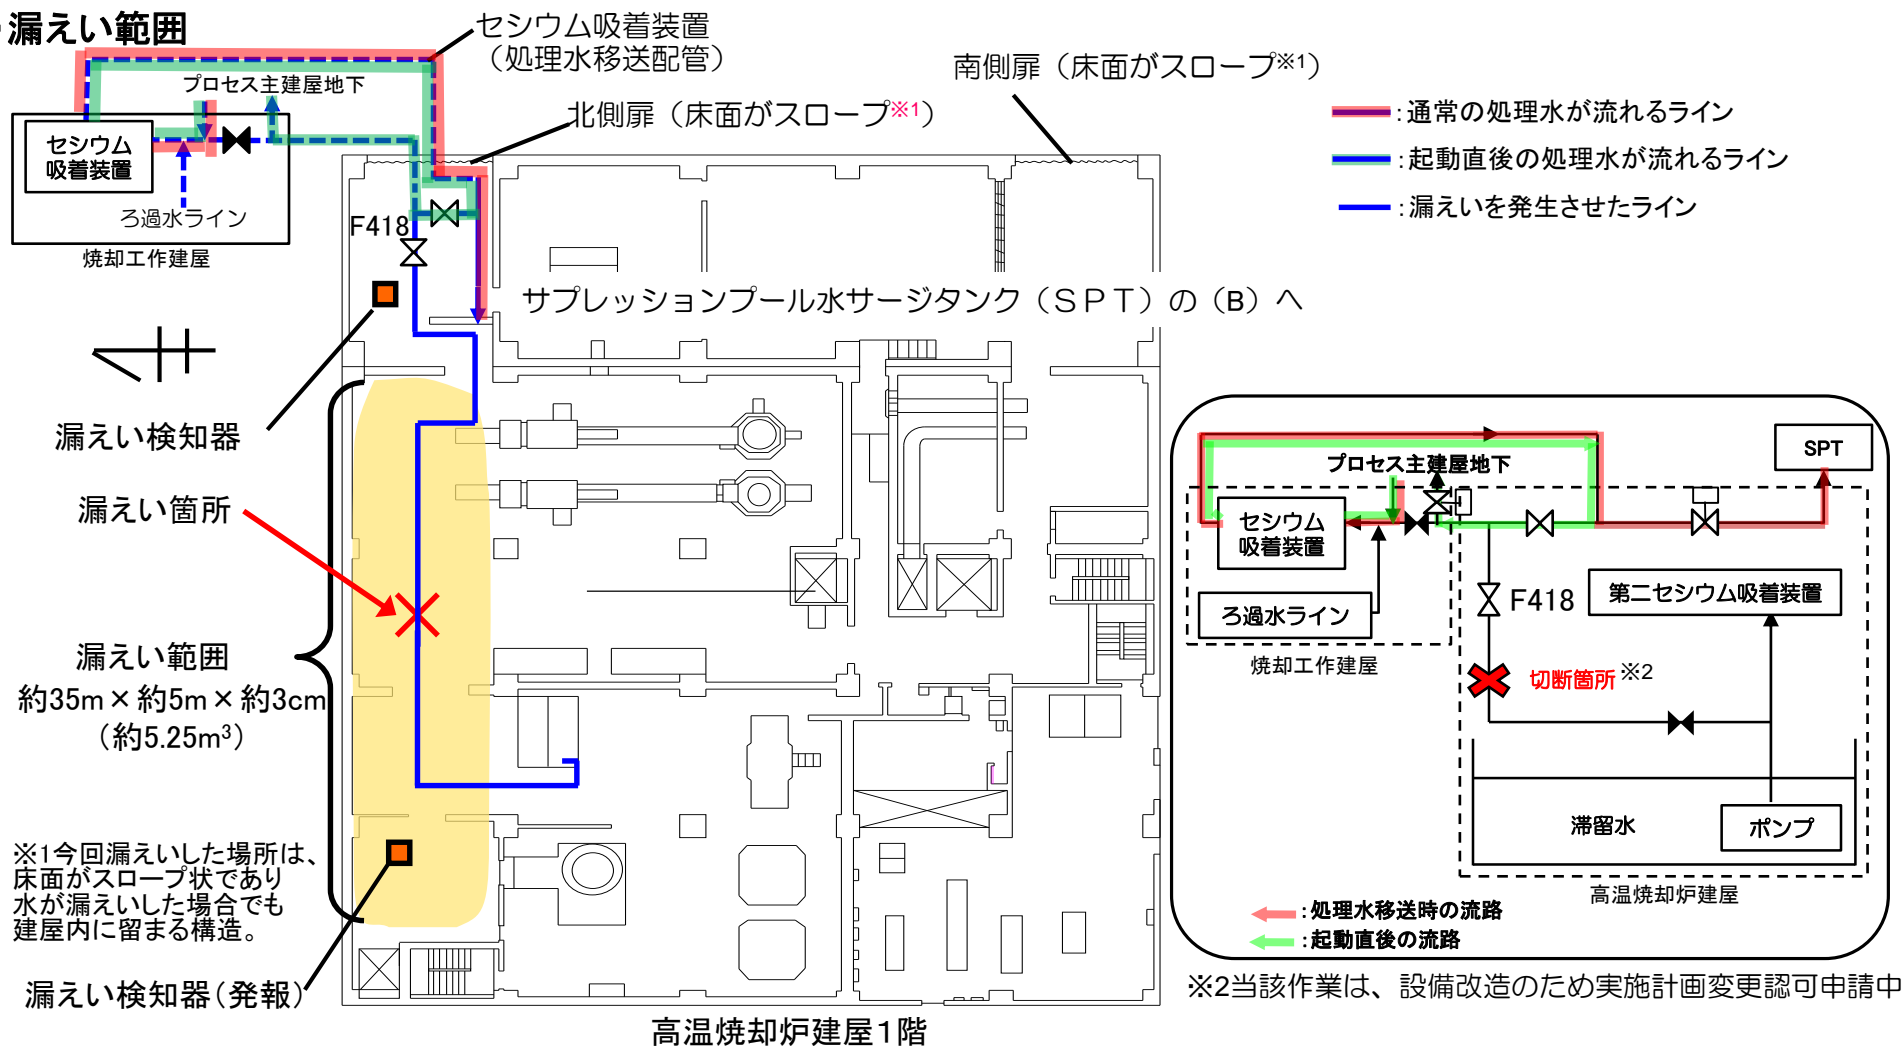 漏えい範囲
セシウム吸着装置
（処理水移送配管）
南側扉（床面がスロープ※1）
プロセス主建屋地下
北側扉（床面がスロープ※1）
：通常の処理水が流れるライン
：起動直後の処理水が流れるライン
：漏えいを発生させたライン
セシウム
吸着装置
ろ過水ライン
F418
焼却工作建屋
サプレッションプール水サージタンク（ＳＰＴ）の（B）へ
漏えい検知器
漏えい箇所
漏えい範囲
約35m×約5m×約3cm
（約5.25m³）
※1今回漏えいした場所は、
床面がスロープ状であり
水が漏えいした場合でも
建屋内に留まる構造。
漏えい検知器（発報）
高温焼却炉建屋1階
プロセス主建屋地下
SPT
セシウム
吸着装置
ろ過水ライン
F418
第二セシウム吸着装置
焼却工作建屋
切断箇所※2
滞留水
ポンプ
高温焼却炉建屋
：処理水移送時の流路
：起動直後の流路
※2当該作業は、設備改造のため実施計画変更認可申請中